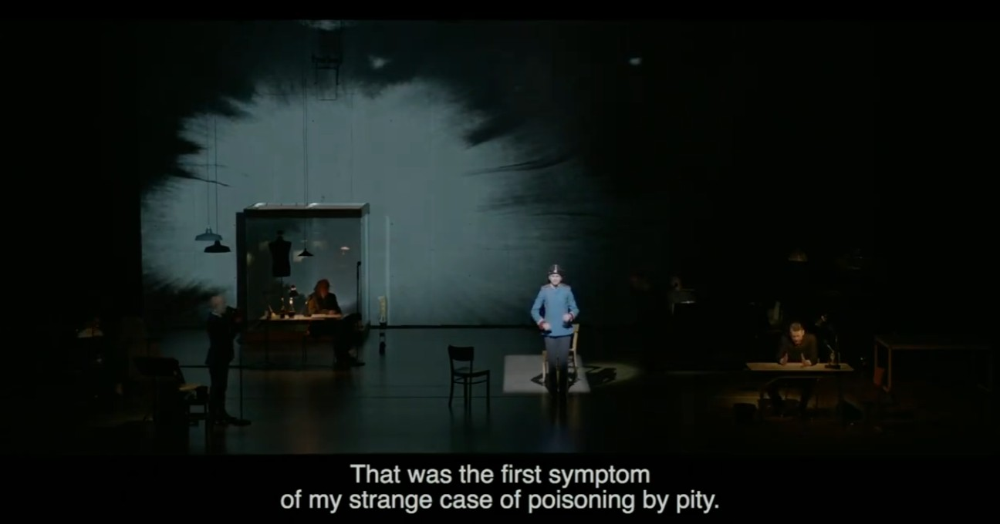 That was the first symptom
of my strange case of poisoning by pity.